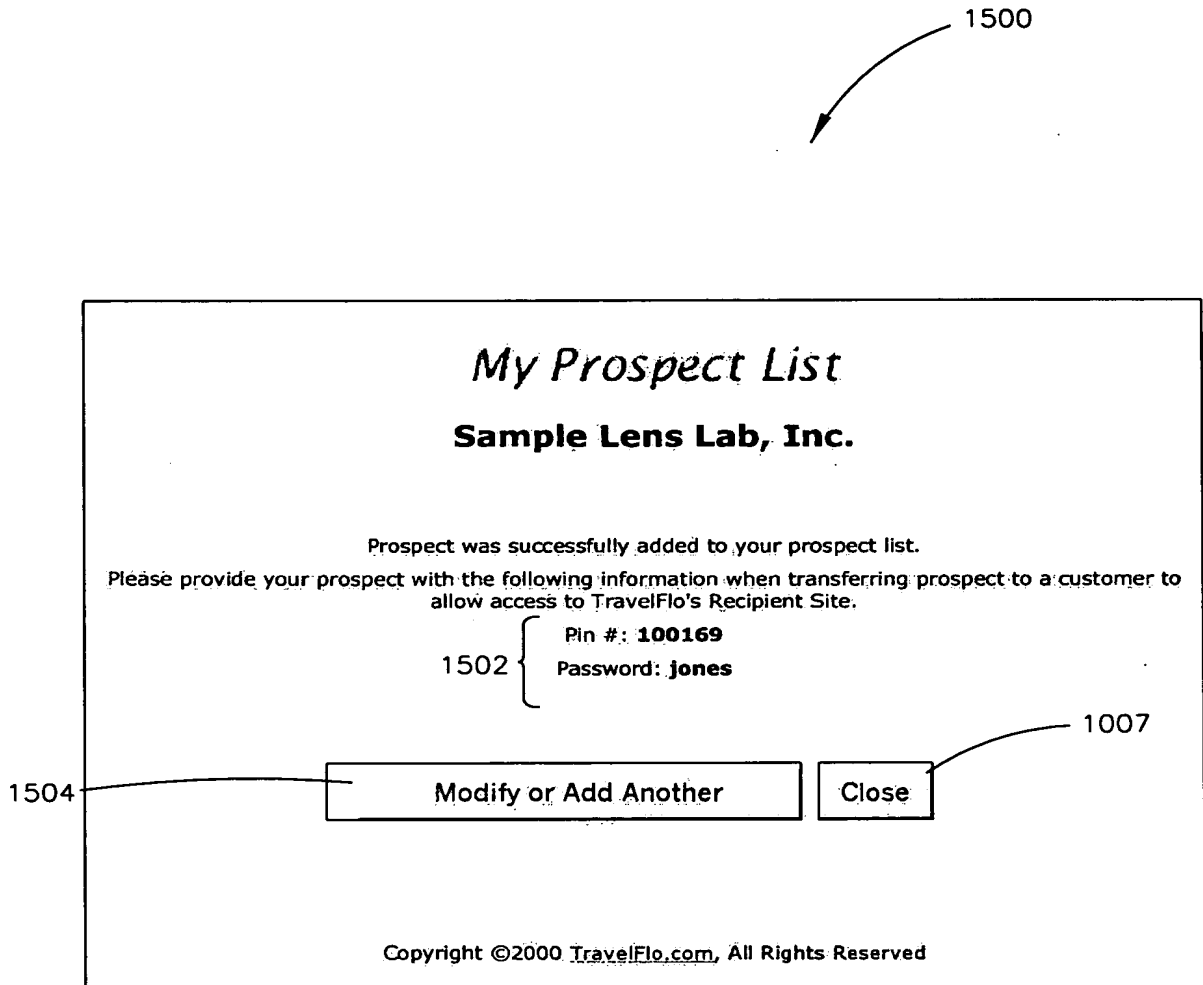 1500
My Prospect List
Sample Lens Lab, Inc.
Prospect was successfully added to your prospect list.
Please provide your prospect with the following information when transferring prospect to a customer to
allow access to TravelFlo's Recipient Site.
1502
Pin #: 100169
Password: jones
1007
1504
Modify or Add Another
Close
Copyright ©2000 TravelFlo.com, All Rights Reserved